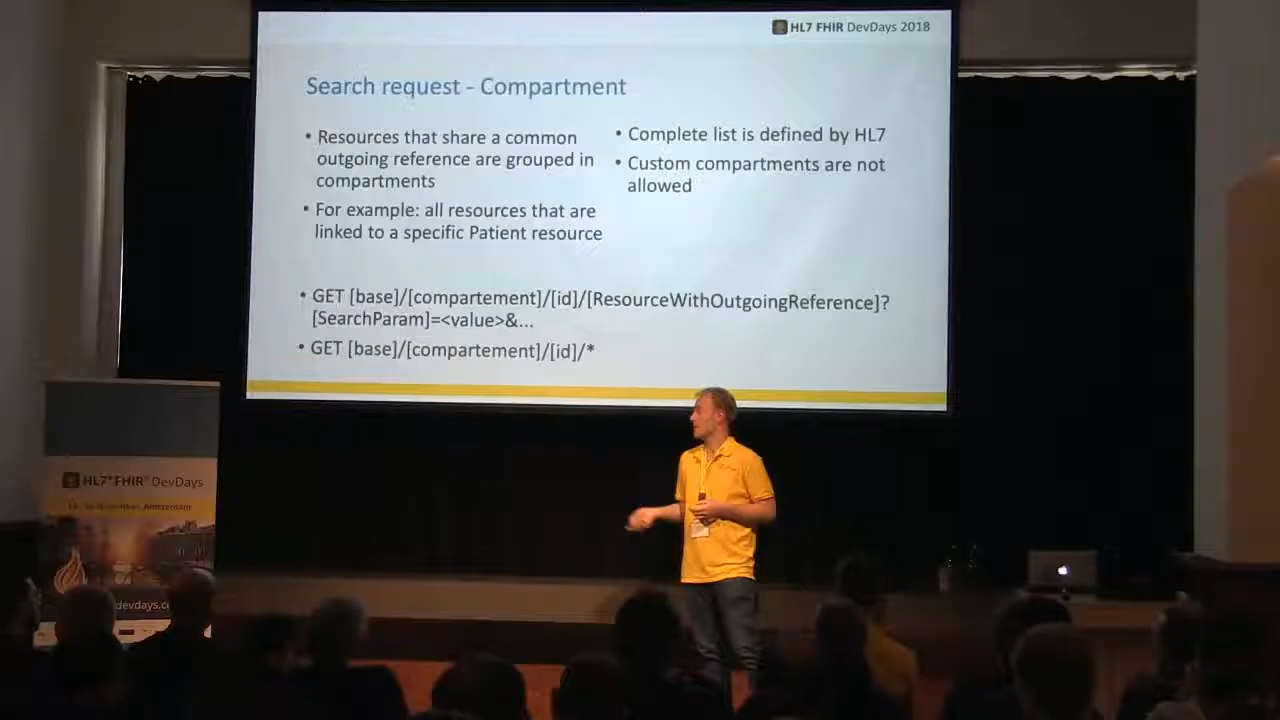 HL7 FHIR DevDays 2018
Search request - Compartment
• Resources that share a common
outgoing reference are grouped in
compartments
• For example: all resources that are
linked to a specific Patient resource
• Complete list is defined by HL7
• Custom compartments are not
allowed
• GET [base]/[compartement]/[id]/[ResourceWithOutgoingReference]?
[SearchParam]=<value>&...
• GET [base]/[compartement]/[id]/*
HL7® FHIR® DevDays
Amsterdam